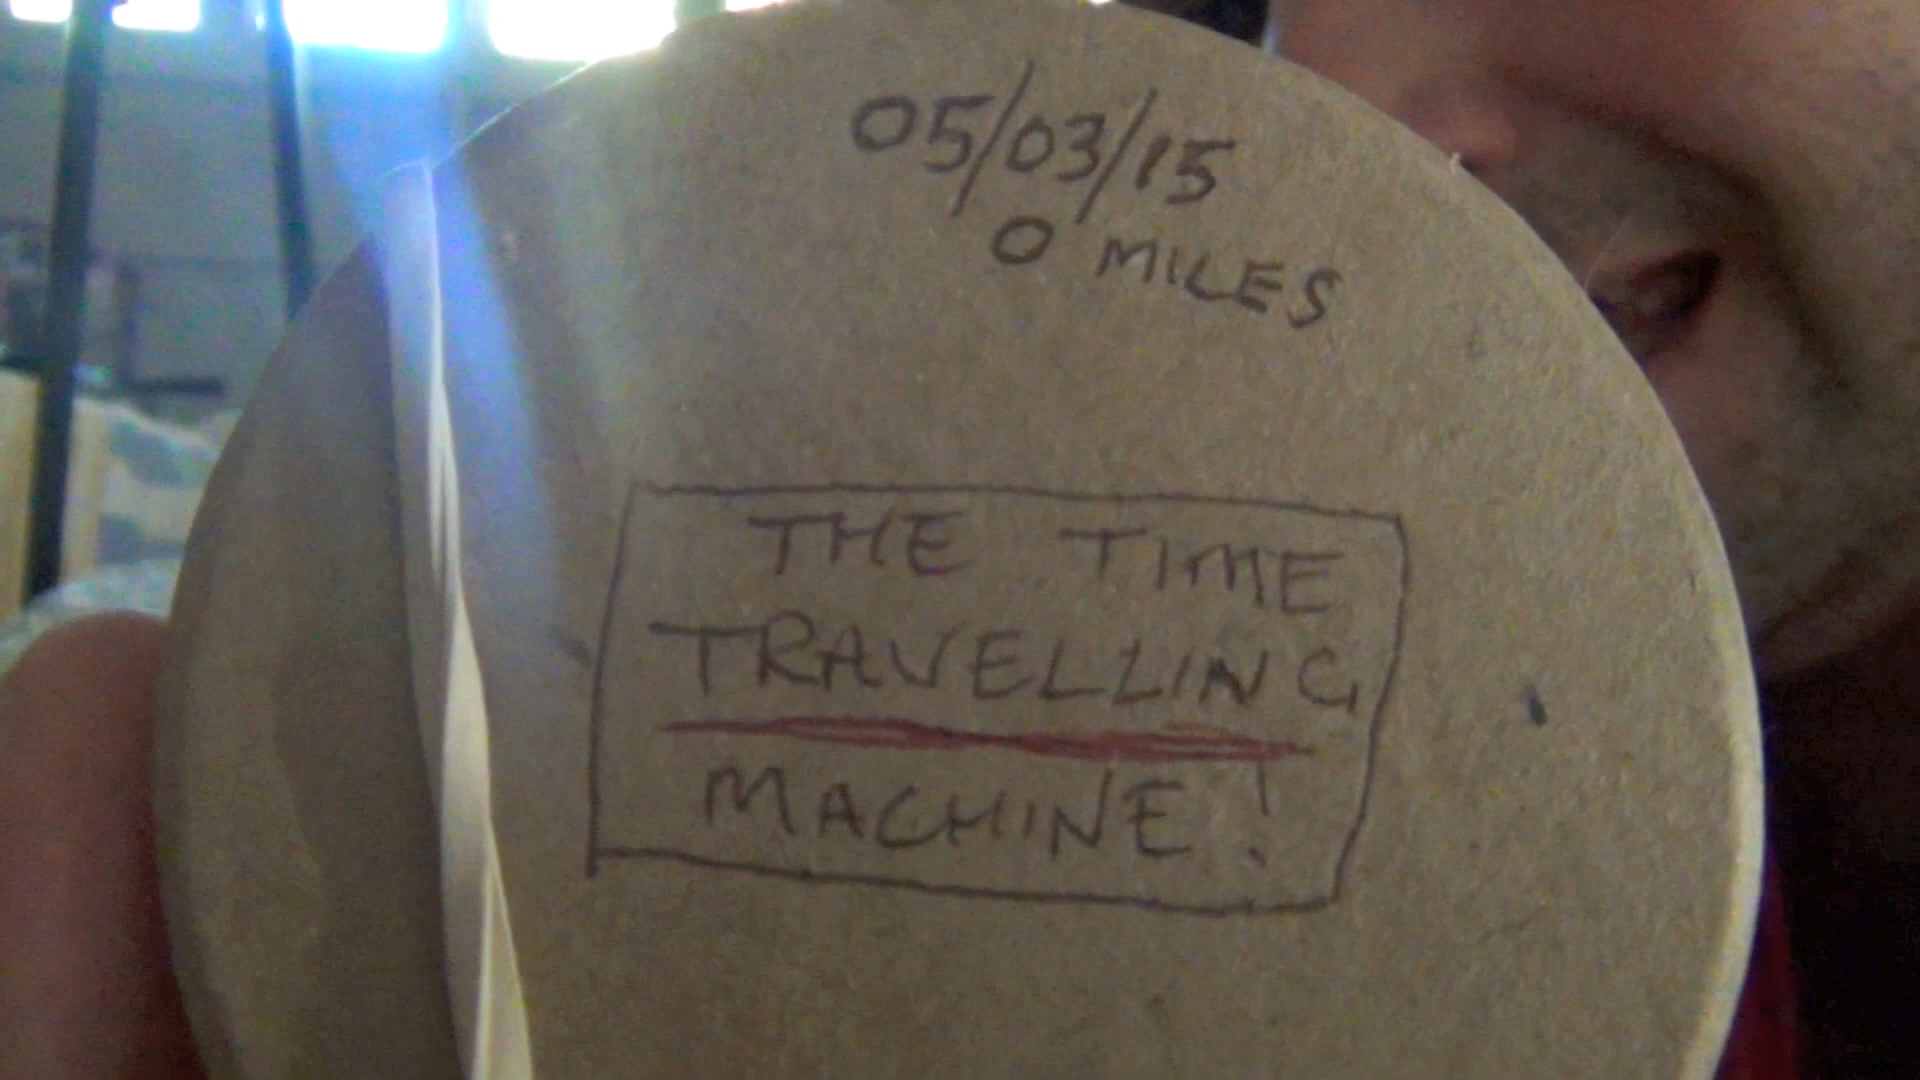 05/03/15
0 MILES
THE TIME
TRAVELLING
MACHINE!